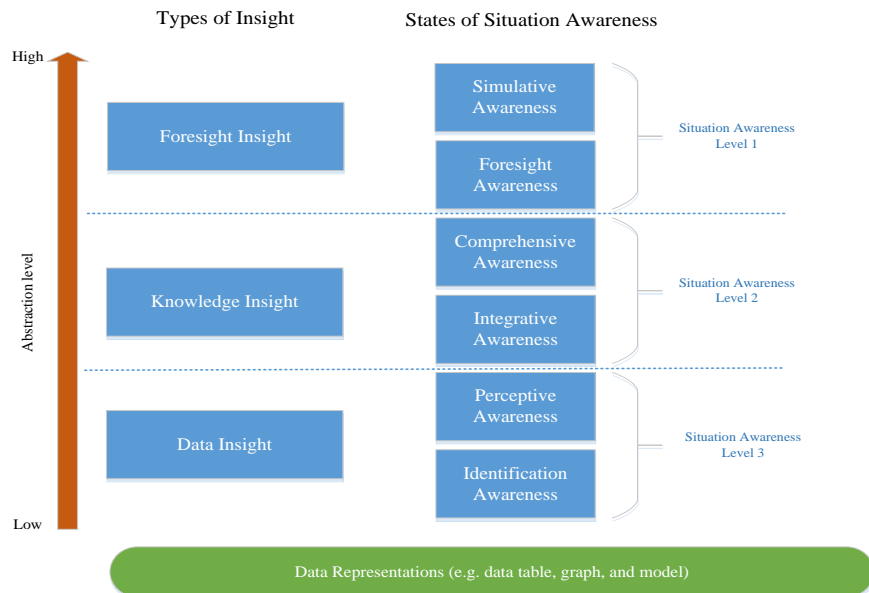 Types of Insight
States of Situation Awareness
High
Simulative
Awareness
Foresight Insight
Situation Awareness
Level 1
Foresight
Awareness
Comprehensive
Awareness
Knowledge Insight
Situation Awareness
Level 2
Integrative
Awareness
Abstraction level
Perceptive
Awareness
Data Insight
Situation Awareness
Level 3
Identification
Awareness
Low
Data Representations (e.g. data table, graph, and model)